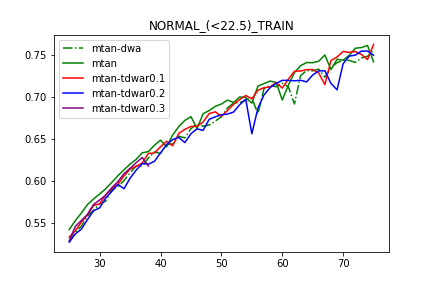 NORMAL_(<22.5)_TRAIN
mtan-dwa
mtan
mtan-tdwar0.1
mtan-tdwar0.2
mtan-tdwar0.3
0.75
0.70
0.65
0.60
0.55
30 40 50 60 70